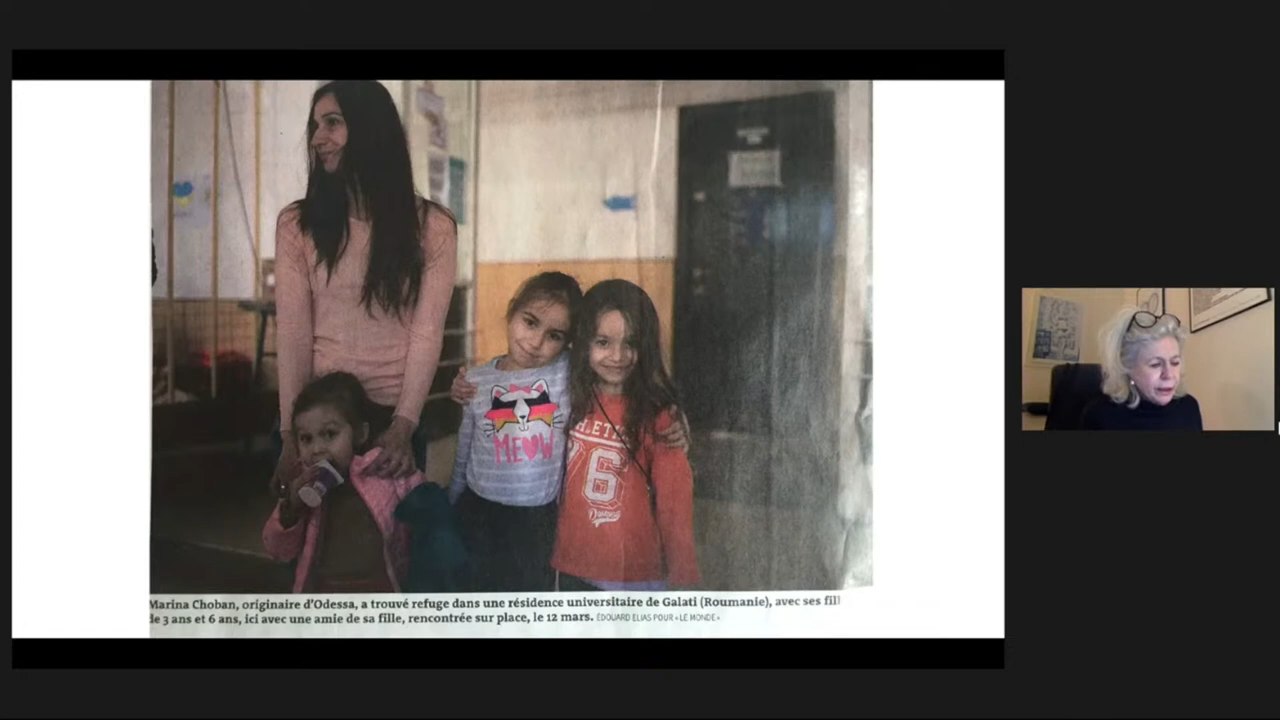 MEOW
HLETI
76
Marina Choban, originaire d'Odessa, a trouvé refuge dans une résidence universitaire de Galati (Roumanie), avec ses fill
de 3 ans et 6 ans, ici avec une amie de sa fille, rencontrée sur place, le 12 mars. ÉDOUARD ELIAS POUR «LE MONDE»